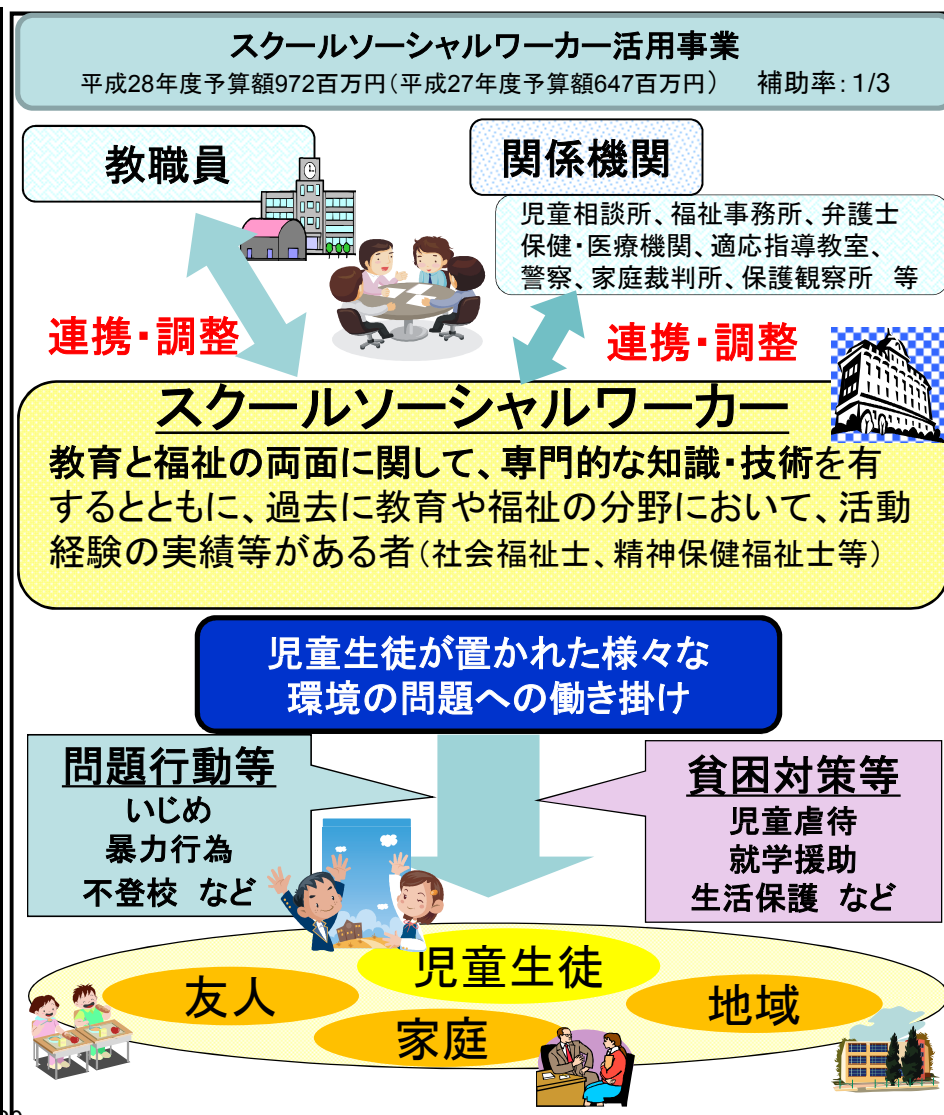 スクールソーシャルワーカー活用事業
平成28年度予算額972百万円(平成27年度予算額647百万円)　補助率:1/3
教職員
関係機関
児童相談所、福祉事務所、弁護士
保健・医療機関、適応指導教室、
警察、家庭裁判所、保護観察所　等
連携・調整
連携・調整
スクールソーシャルワーカー
教育と福祉の両面に関して、専門的な知識・技術を有
するとともに、過去に教育や福祉の分野において、活動
経験の実績等がある者(社会福祉士、精神保健福祉士等)
児童生徒が置かれた様々な
環境の問題への働き掛け
問題行動等
いじめ
暴力行為
不登校　など
貧困対策等
児童虐待
就学援助
生活保護　など
児童生徒
友人
地域
家庭